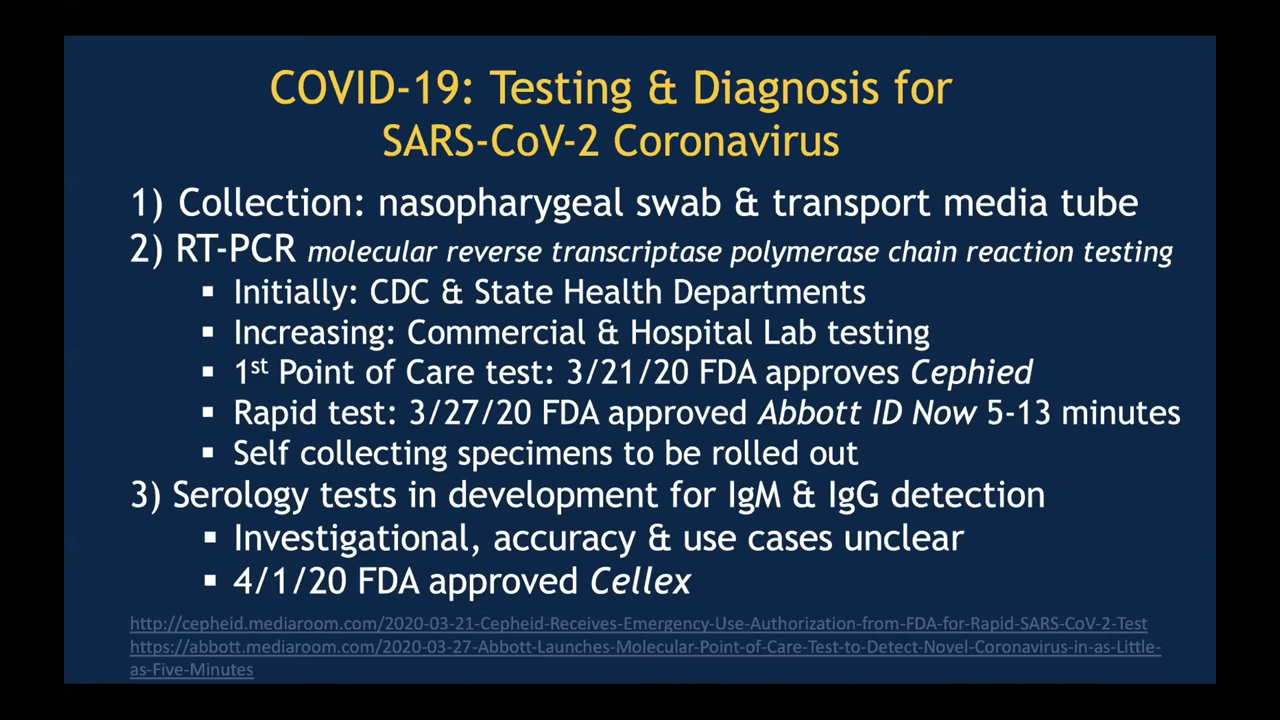 COVID-19: Testing & Diagnosis for
SARS-CoV-2 Coronavirus
1) Collection: nasopharygeal swab & transport media tube
2) RT-PCR molecular reverse transcriptase polymerase chain reaction testing
▪ Initially: CDC & State Health Departments
▪ Increasing: Commercial & Hospital Lab testing
▪ 1st Point of Care test: 3/21/20 FDA approves Cephied
▪ Rapid test: 3/27/20 FDA approved Abbott ID Now 5-13 minutes
▪ Self collecting specimens to be rolled out
3) Serology tests in development for IgM & IgG detection
▪ Investigational, accuracy & use cases unclear
▪ 4/1/20 FDA approved Cellex
http://cepheid.mediaroom.com/2020-03-21-Cepheid-Receives-Emergency-Use-Authorization-from-FDA-for-Rapid-SARS-CoV-2-Test
https://abbott.mediaroom.com/2020-03-27-Abbott-Launches-Molecular-Point-of-Care-Test-to-Detect-Novel-Coronavirus-in-as-Little-
as-Five-Minutes